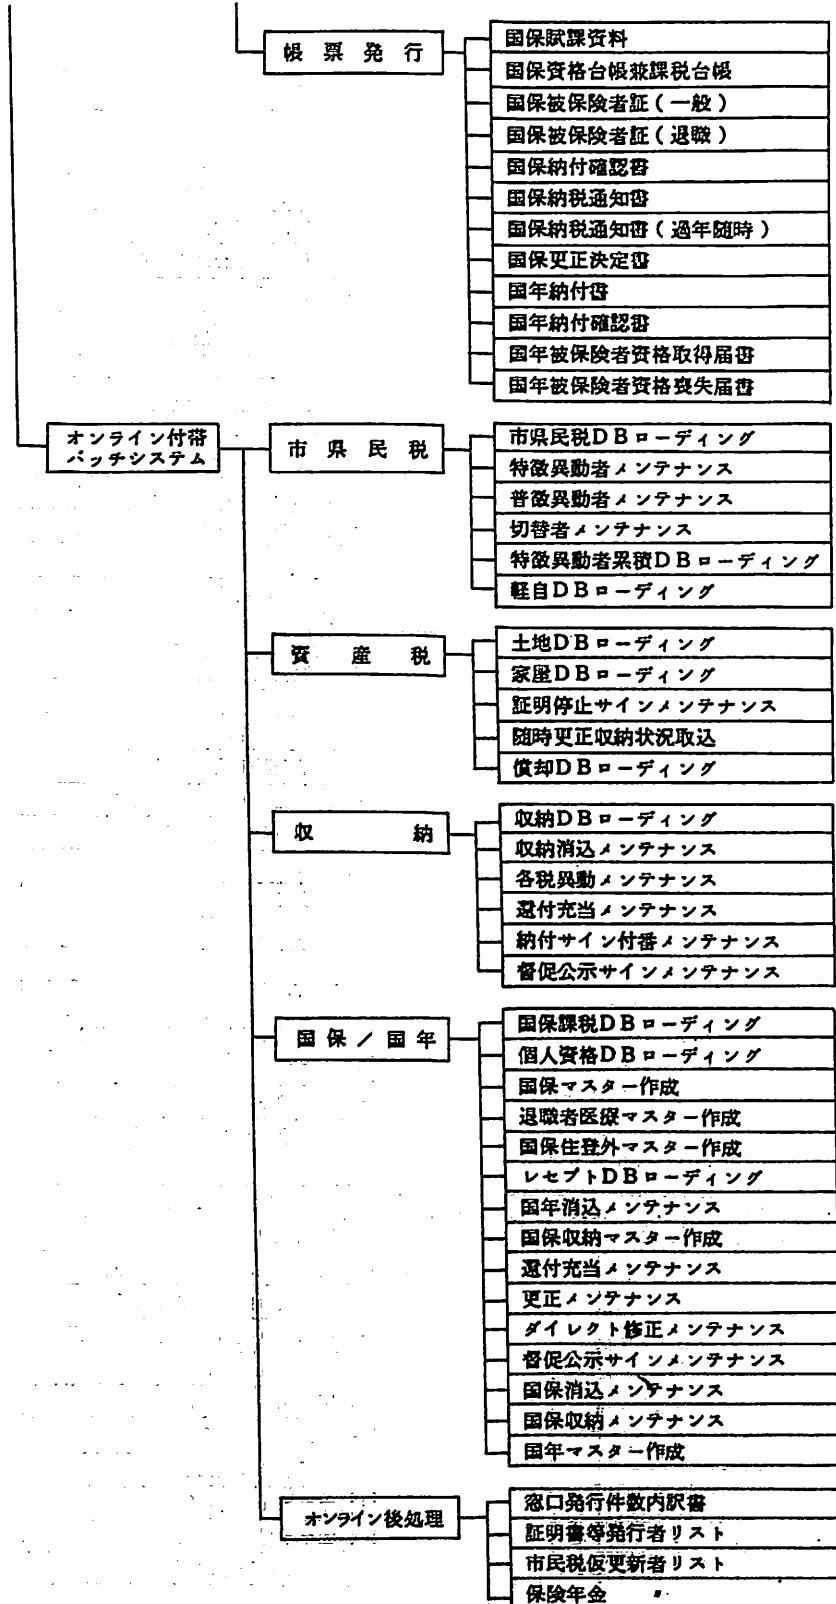 帳票発行
国保賦課資料
国保資格台帳兼課税台帳
国保被保険者証(一般)
国保被保険者証(退職)
国保納付確認書
国保納税通知書
国保納税通知書(過年随時)
国保更正決定書
国年納付書
国年納付確認書
国年被保険者資格取得届書
国年被保険者資格喪失届書
オンライン付帯
バッチシステム
市県民税
市県民税DBローディング
特徴異動者メンテナンス
普徴異動者メンテナンス
切替者メンテナンス
特徴異動者累積DBローディング
軽自DBローディング
資産税
土地DBローディング
家屋DBローディング
証明停止サインメンテナンス
随時更正収納状況取込
償却DBローディング
収納
収納DBローディング
収納消込メンテナンス
各税異動メンテナンス
還付充当メンテナンス
納付サイン付番メンテナンス
督促公示サインメンテナンス
国保/国年
国保課税DBローディング
個人資格DBローディング
国保マスター作成
退職者医療マスター作成
国保住登外マスター作成
レセプトDBローディング
国年消込メンテナンス
国保収納マスター作成
還付充当メンテナンス
更正メンテナンス
ダイレクト修正メンテナンス
督促公示サインメンテナンス
国保消込メンテナンス
国保収納メンテナンス
国年マスター作成
オンライン後処理
窓口発行件数内訳書
証明書等発行者リスト
市民税仮更新者リスト
保険年金 〃